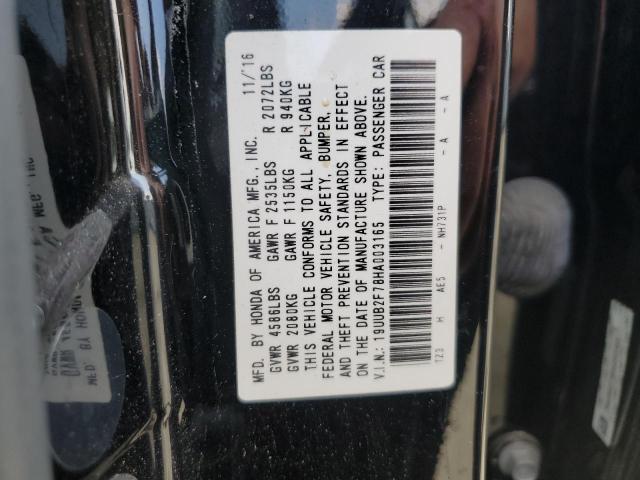 MFD. BY HONDA OF AMERICA MFG., INC. 11/'16
GVWR 4586LBS GAWR F 2535LBS R 2072LBS
GVWR 2080KG GAWR F 1150KG R 940KG
THIS VEHICLE CONFORMS TO ALL APPLICABLE
FEDERAL MOTOR VEHICLE SAFETY, BUMPER,
AND THEFT PREVENTION STANDARDS IN EFFECT
ON THE DATE OF MANUFACTURE SHOWN ABOVE.
V.I.N.: 19UUB2F78HA003165 TYPE: PASSENGER CAR
TZ3 H AE5 - NH731P - A - A